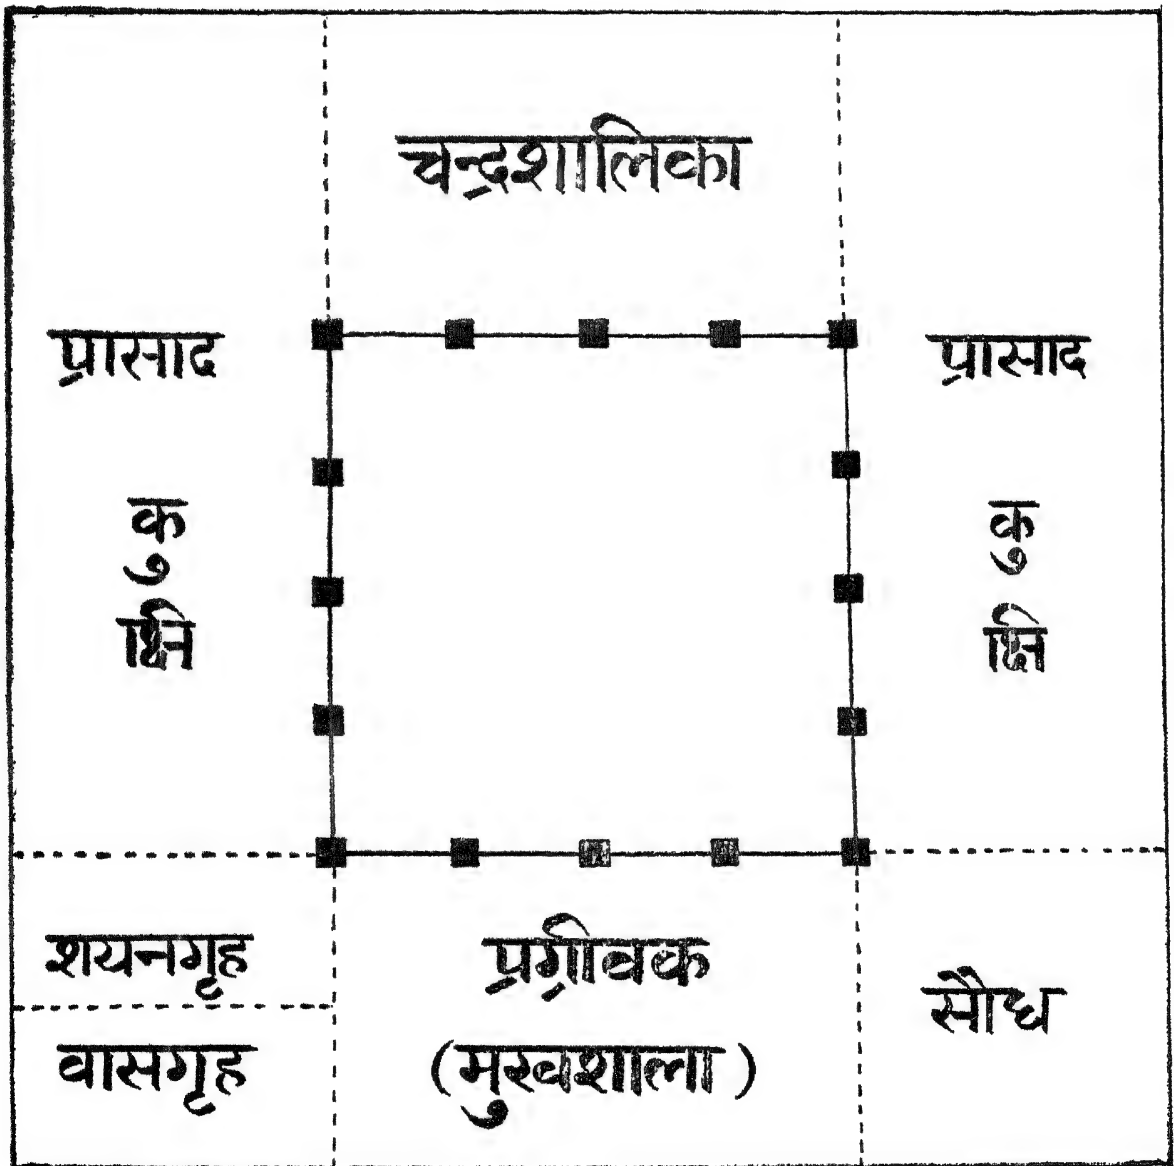 चन्द्रशालिका
प्रासाद
कु
क्षि
प्रासाद
कु
क्षि
शयनगृह
वासगृह
प्रग्रीवक
(मुखशाला)
सौध